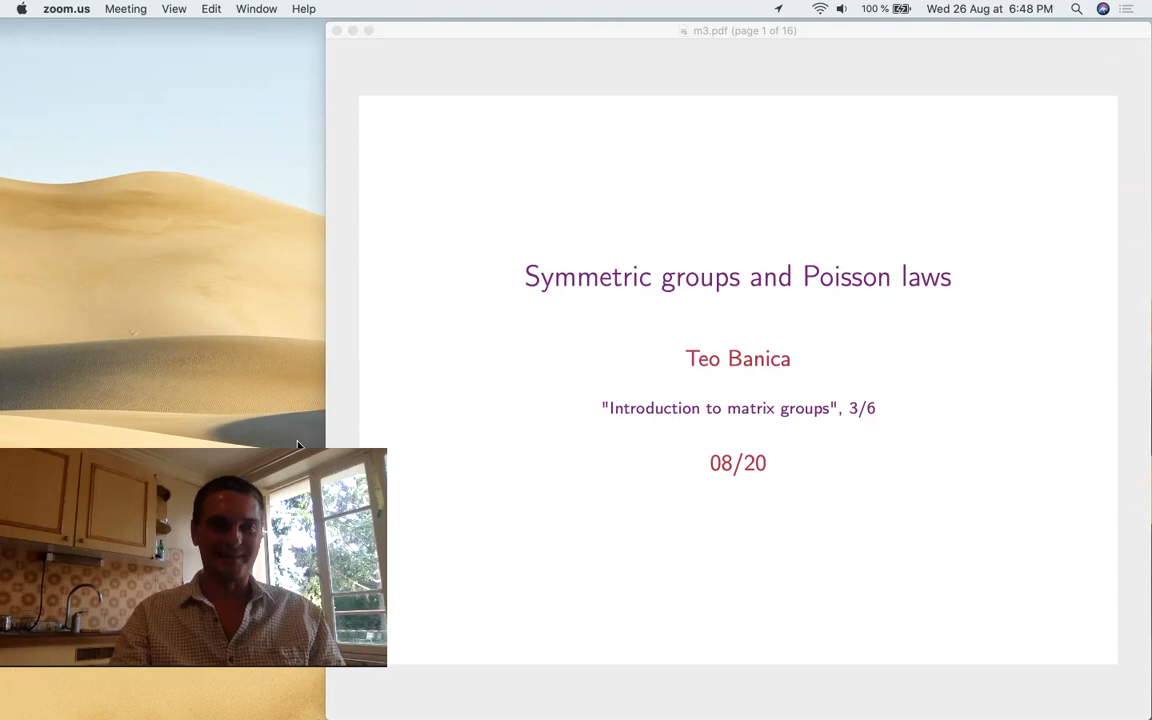 zoom.us Meeting View Edit Window Help 100 % Wed 26 Aug at 6:48 PM
m3.pdf (page 1 of 16)
Symmetric groups and Poisson laws
Teo Banica
"Introduction to matrix groups", 3/6
08/20